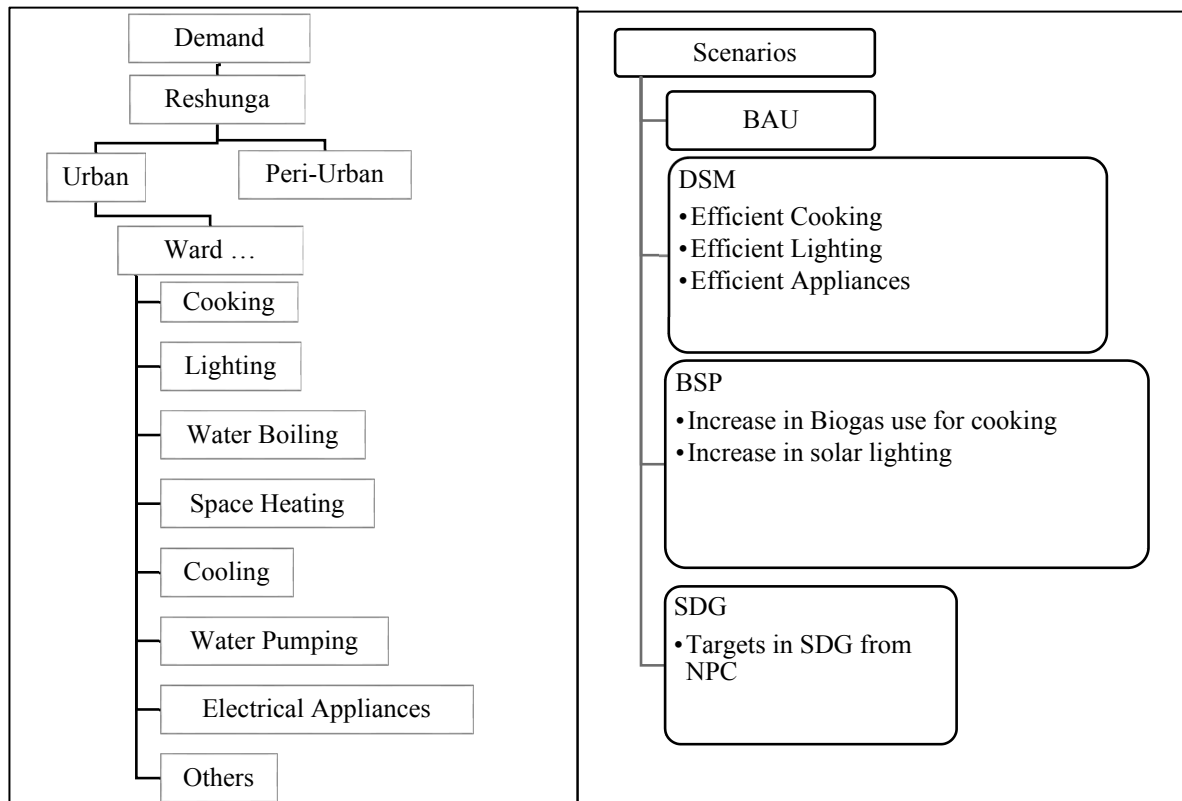 Demand
Reshunga
Urban
Peri-Urban
Ward …
Cooking
Lighting
Water Boiling
Space Heating
Cooling
Water Pumping
Electrical Appliances
Others
Scenarios
BAU
DSM
•Efficient Cooking
•Efficient Lighting
•Efficient Appliances
BSP
•Increase in Biogas use for cooking
•Increase in solar lighting
SDG
•Targets in SDG from
NPC